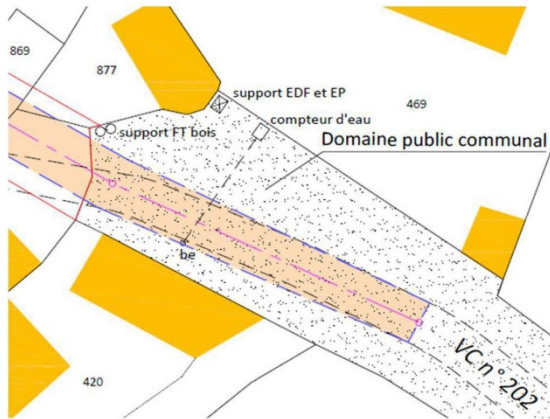 869
877
support EDF et EP
469
compteur d'eau
support FT bois
Domaine public communal
be
VC n° 202
420